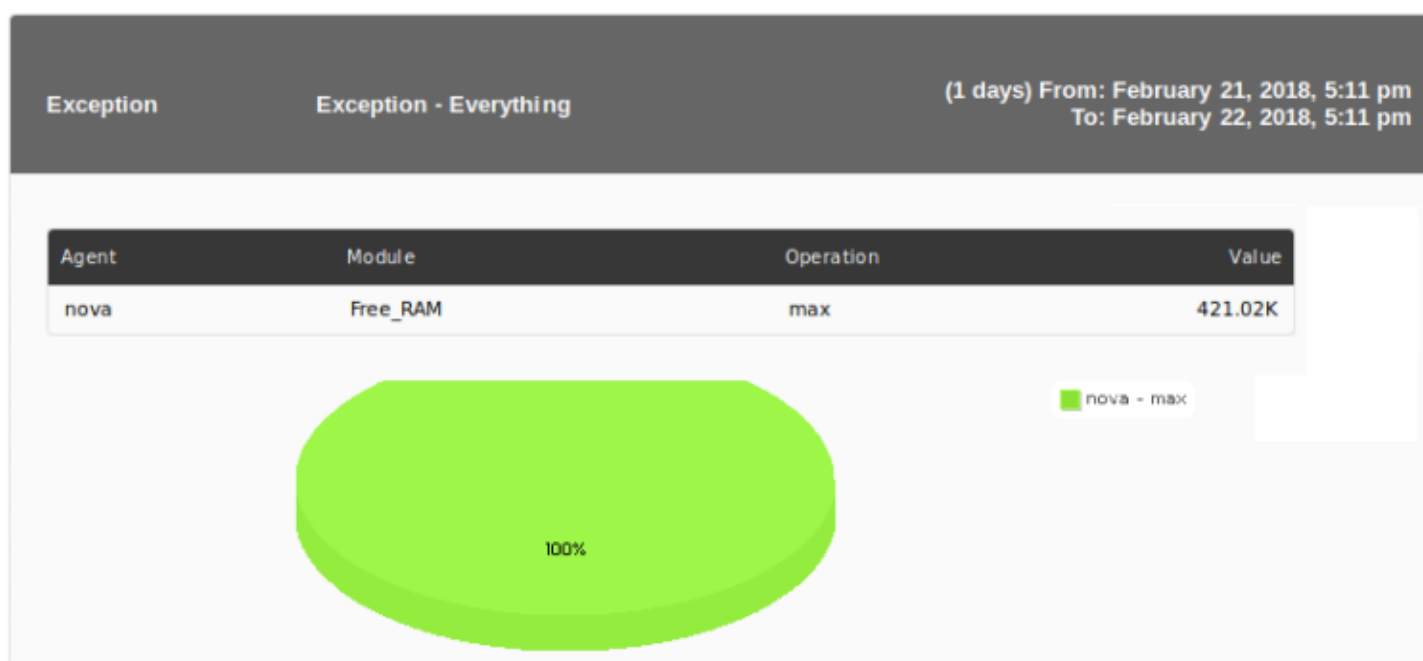 Exception
Exception - Everything
(1 days) From: February 21, 2018, 5:11 pm
To: February 22, 2018, 5:11 pm
Agent Module Operation Value
nova Free_RAM max 421.02K
nova - max
100%